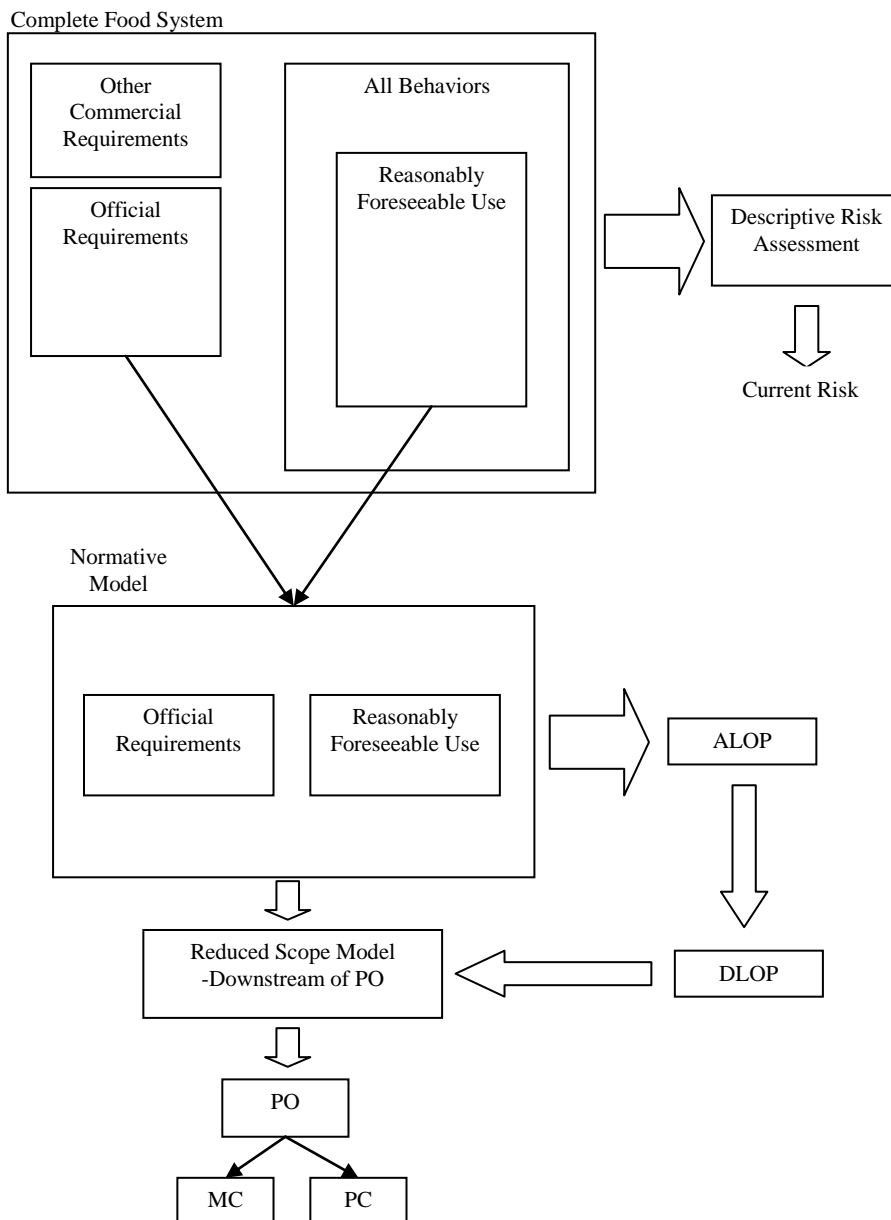 Complete Food System
Other
Commercial
Requirements
All Behaviors
Reasonably
Foreseeable Use
Official
Requirements
Descriptive Risk
Assessment
Current Risk
Normative
Model
Official
Requirements
Reasonably
Foreseeable Use
ALOP
Reduced Scope Model
-Downstream of PO
DLOP
PO
MC
PC